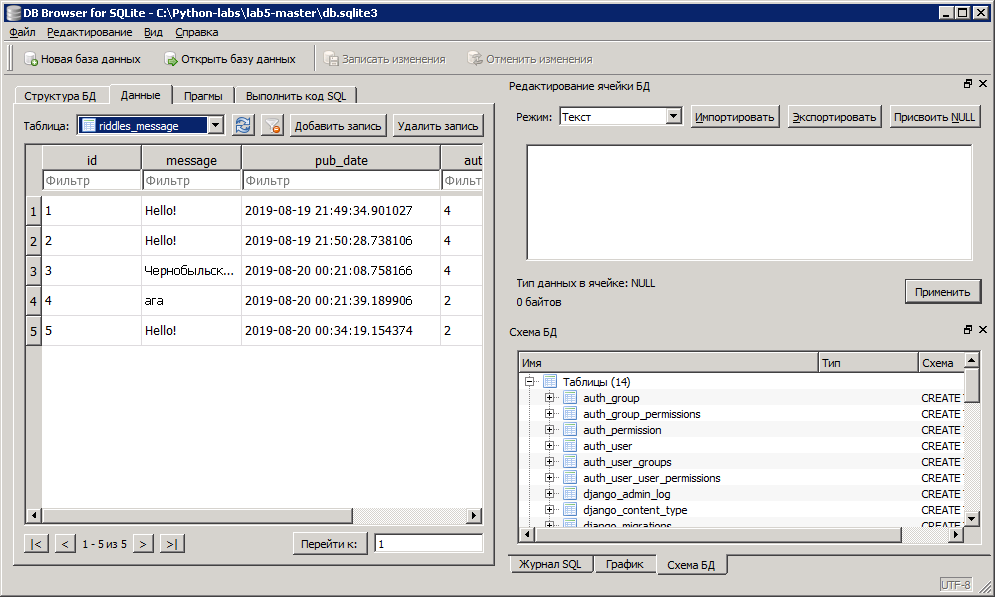 DB Browser for SQLite - C:\Python-labs\lab5-master\db.sqlite3
Файл Редактирование Вид Справка
Новая база данных Открыть базу данных Записать изменения Отменить изменения
Структура БД Данные Прагмы Выполнить код SQL
Таблица: riddles_message Добавить запись Удалить запись
id message pub_date aut
Фильтр Фильтр Фильтр Фильт
1 1 Hello! 2019-08-19 21:49:34.901027 4
2 2 Hello! 2019-08-19 21:50:28.738106 4
3 3 Чернобыльск... 2019-08-20 00:21:08.758166 4
4 4 ага 2019-08-20 00:21:39.189906 2
5 5 Hello! 2019-08-20 00:34:19.154374 2
|< < 1 - 5 из 5 > >| Перейти к: 1
Редактирование ячейки БД
Режим: Текст Импортировать Экспортировать Присвоить NULL
Тип данных в ячейке: NULL
0 байтов
Применить
Схема БД
Имя Тип Схема
Таблицы (14)
auth_group CREATE
auth_group_permissions CREATE
auth_permission CREATE
auth_user CREATE
auth_user_groups CREATE
auth_user_user_permissions CREATE
django_admin_log CREATE
django_content_type CREATE
django_migrations CREATE
Журнал SQL График Схема БД
UTF-8